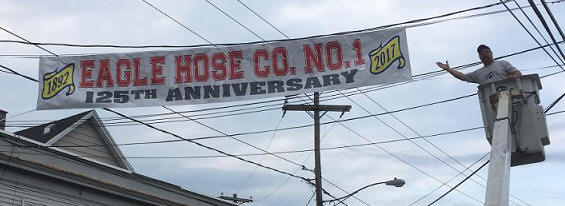 1892
EAGLE HOSE CO. NO.1
2017
125TH ANNIVERSARY